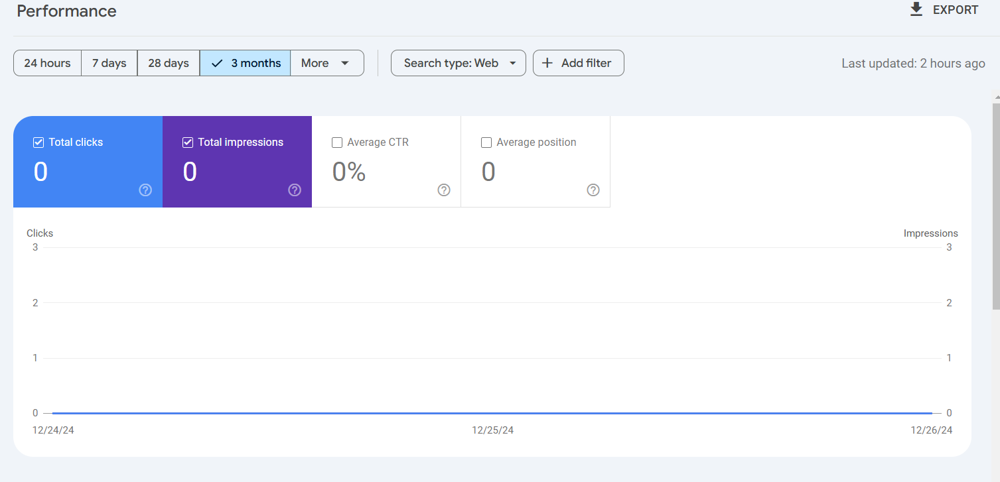 Performance
EXPORT
24 hours 7 days 28 days 3 months More Search type: Web Add filter Last updated: 2 hours ago
Total clicks Total impressions Average CTR Average position
0 0 0% 0
Clicks Impressions
3 3
2 2
1 1
0 0
12/24/24 12/25/24 12/26/24